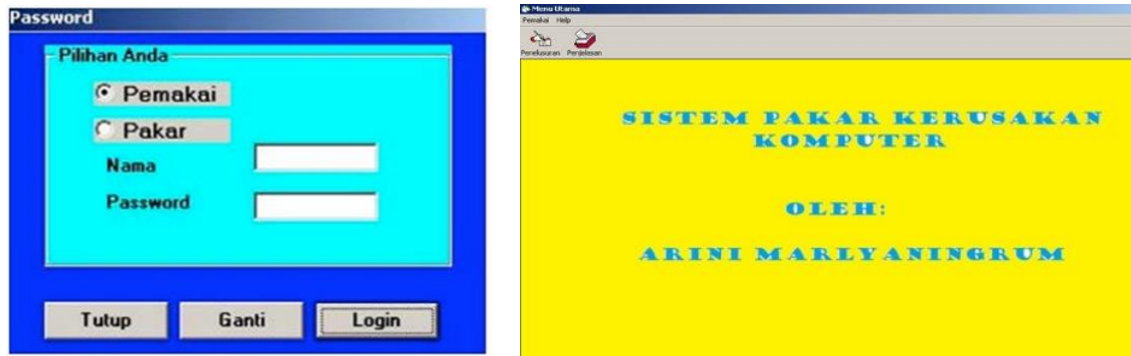 Password
Pilihan Anda
Pemakai
Pakar
Nama
Password
Tutup Ganti Login
Menu Utama
Pemakai Help
Penelusuran Penjelasan
SISTEM PAKAR KERUSAKAN
KOMPUTER
OLEH:
ARINI MARLYANINGRUM